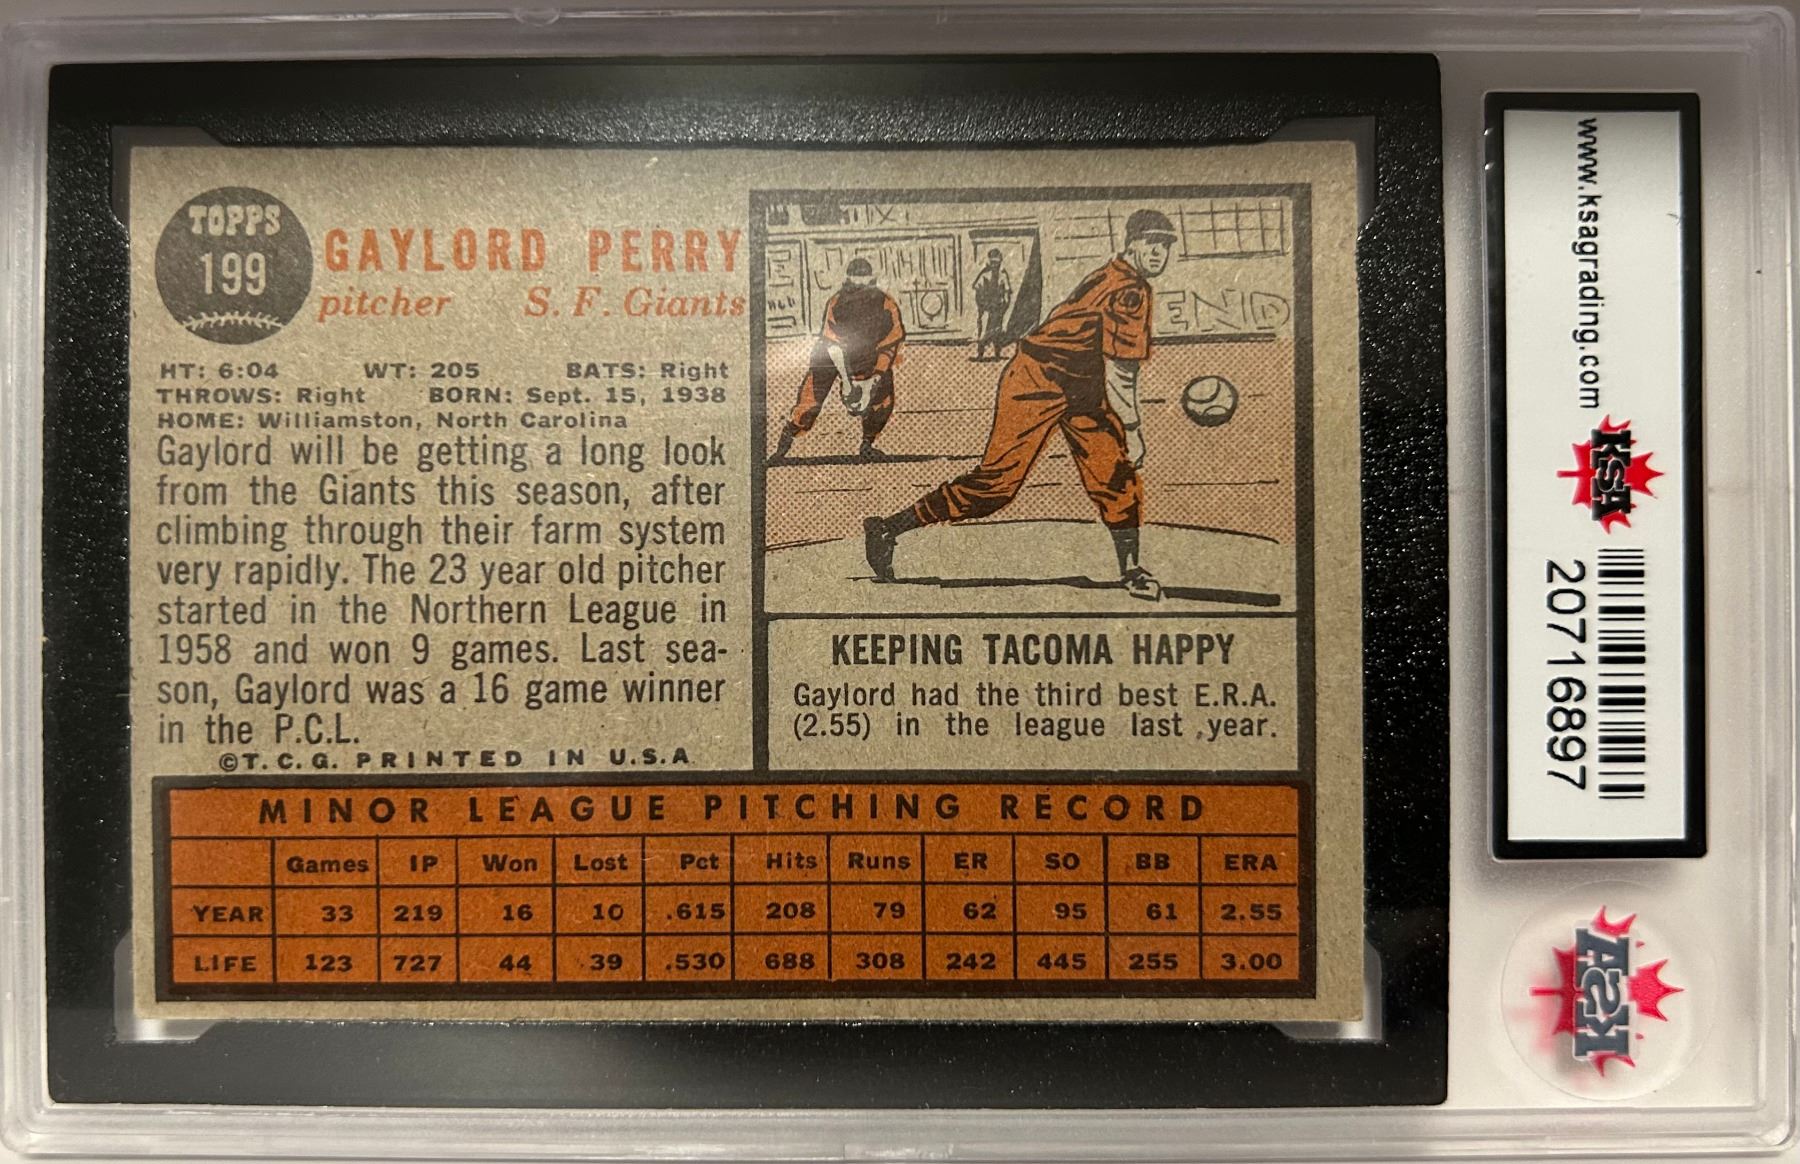 TOPPS
199
GAYLORD PERRY
pitcher S. F. Giants
HT: 6:04 WT: 205 BATS: Right
THROWS: Right BORN: Sept. 15, 1938
HOME: Williamston, North Carolina
Gaylord will be getting a long look
from the Giants this season, after
climbing through their farm system
very rapidly. The 23 year old pitcher
started in the Northern League in
1958 and won 9 games. Last sea-
son, Gaylord was a 16 game winner
in the P.C.L.
©T. C. G. PRINTED IN U.S.A.
END
KEEPING TACOMA HAPPY
Gaylord had the third best E.R.A.
(2.55) in the league last year.
MINOR LEAGUE PITCHING RECORD
Games IP Won Lost Pct Hits Runs ER SO BB ERA
YEAR 33 219 16 10 .615 208 79 62 95 61 2.55
LIFE 123 727 44 39 .530 688 308 242 445 255 3.00
www.ksagrading.com
KSA
20716897
KSA